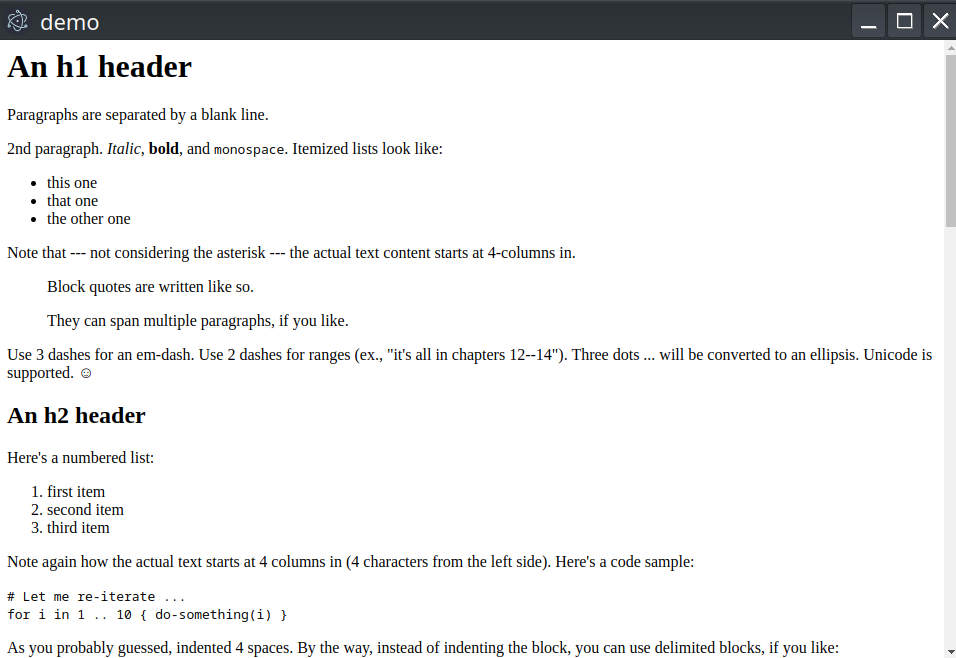 demo
An h1 header
Paragraphs are separated by a blank line.
2nd paragraph. Italic, bold, and monospace. Itemized lists look like:
• this one
• that one
• the other one
Note that --- not considering the asterisk --- the actual text content starts at 4-columns in.
Block quotes are written like so.
They can span multiple paragraphs, if you like.
Use 3 dashes for an em-dash. Use 2 dashes for ranges (ex., "it's all in chapters 12--14"). Three dots ... will be converted to an ellipsis. Unicode is
supported. ☺
An h2 header
Here's a numbered list:
1. first item
2. second item
3. third item
Note again how the actual text starts at 4 columns in (4 characters from the left side). Here's a code sample:
# Let me re-iterate ...
for i in 1 .. 10 { do-something(i) }
As you probably guessed, indented 4 spaces. By the way, instead of indenting the block, you can use delimited blocks, if you like: